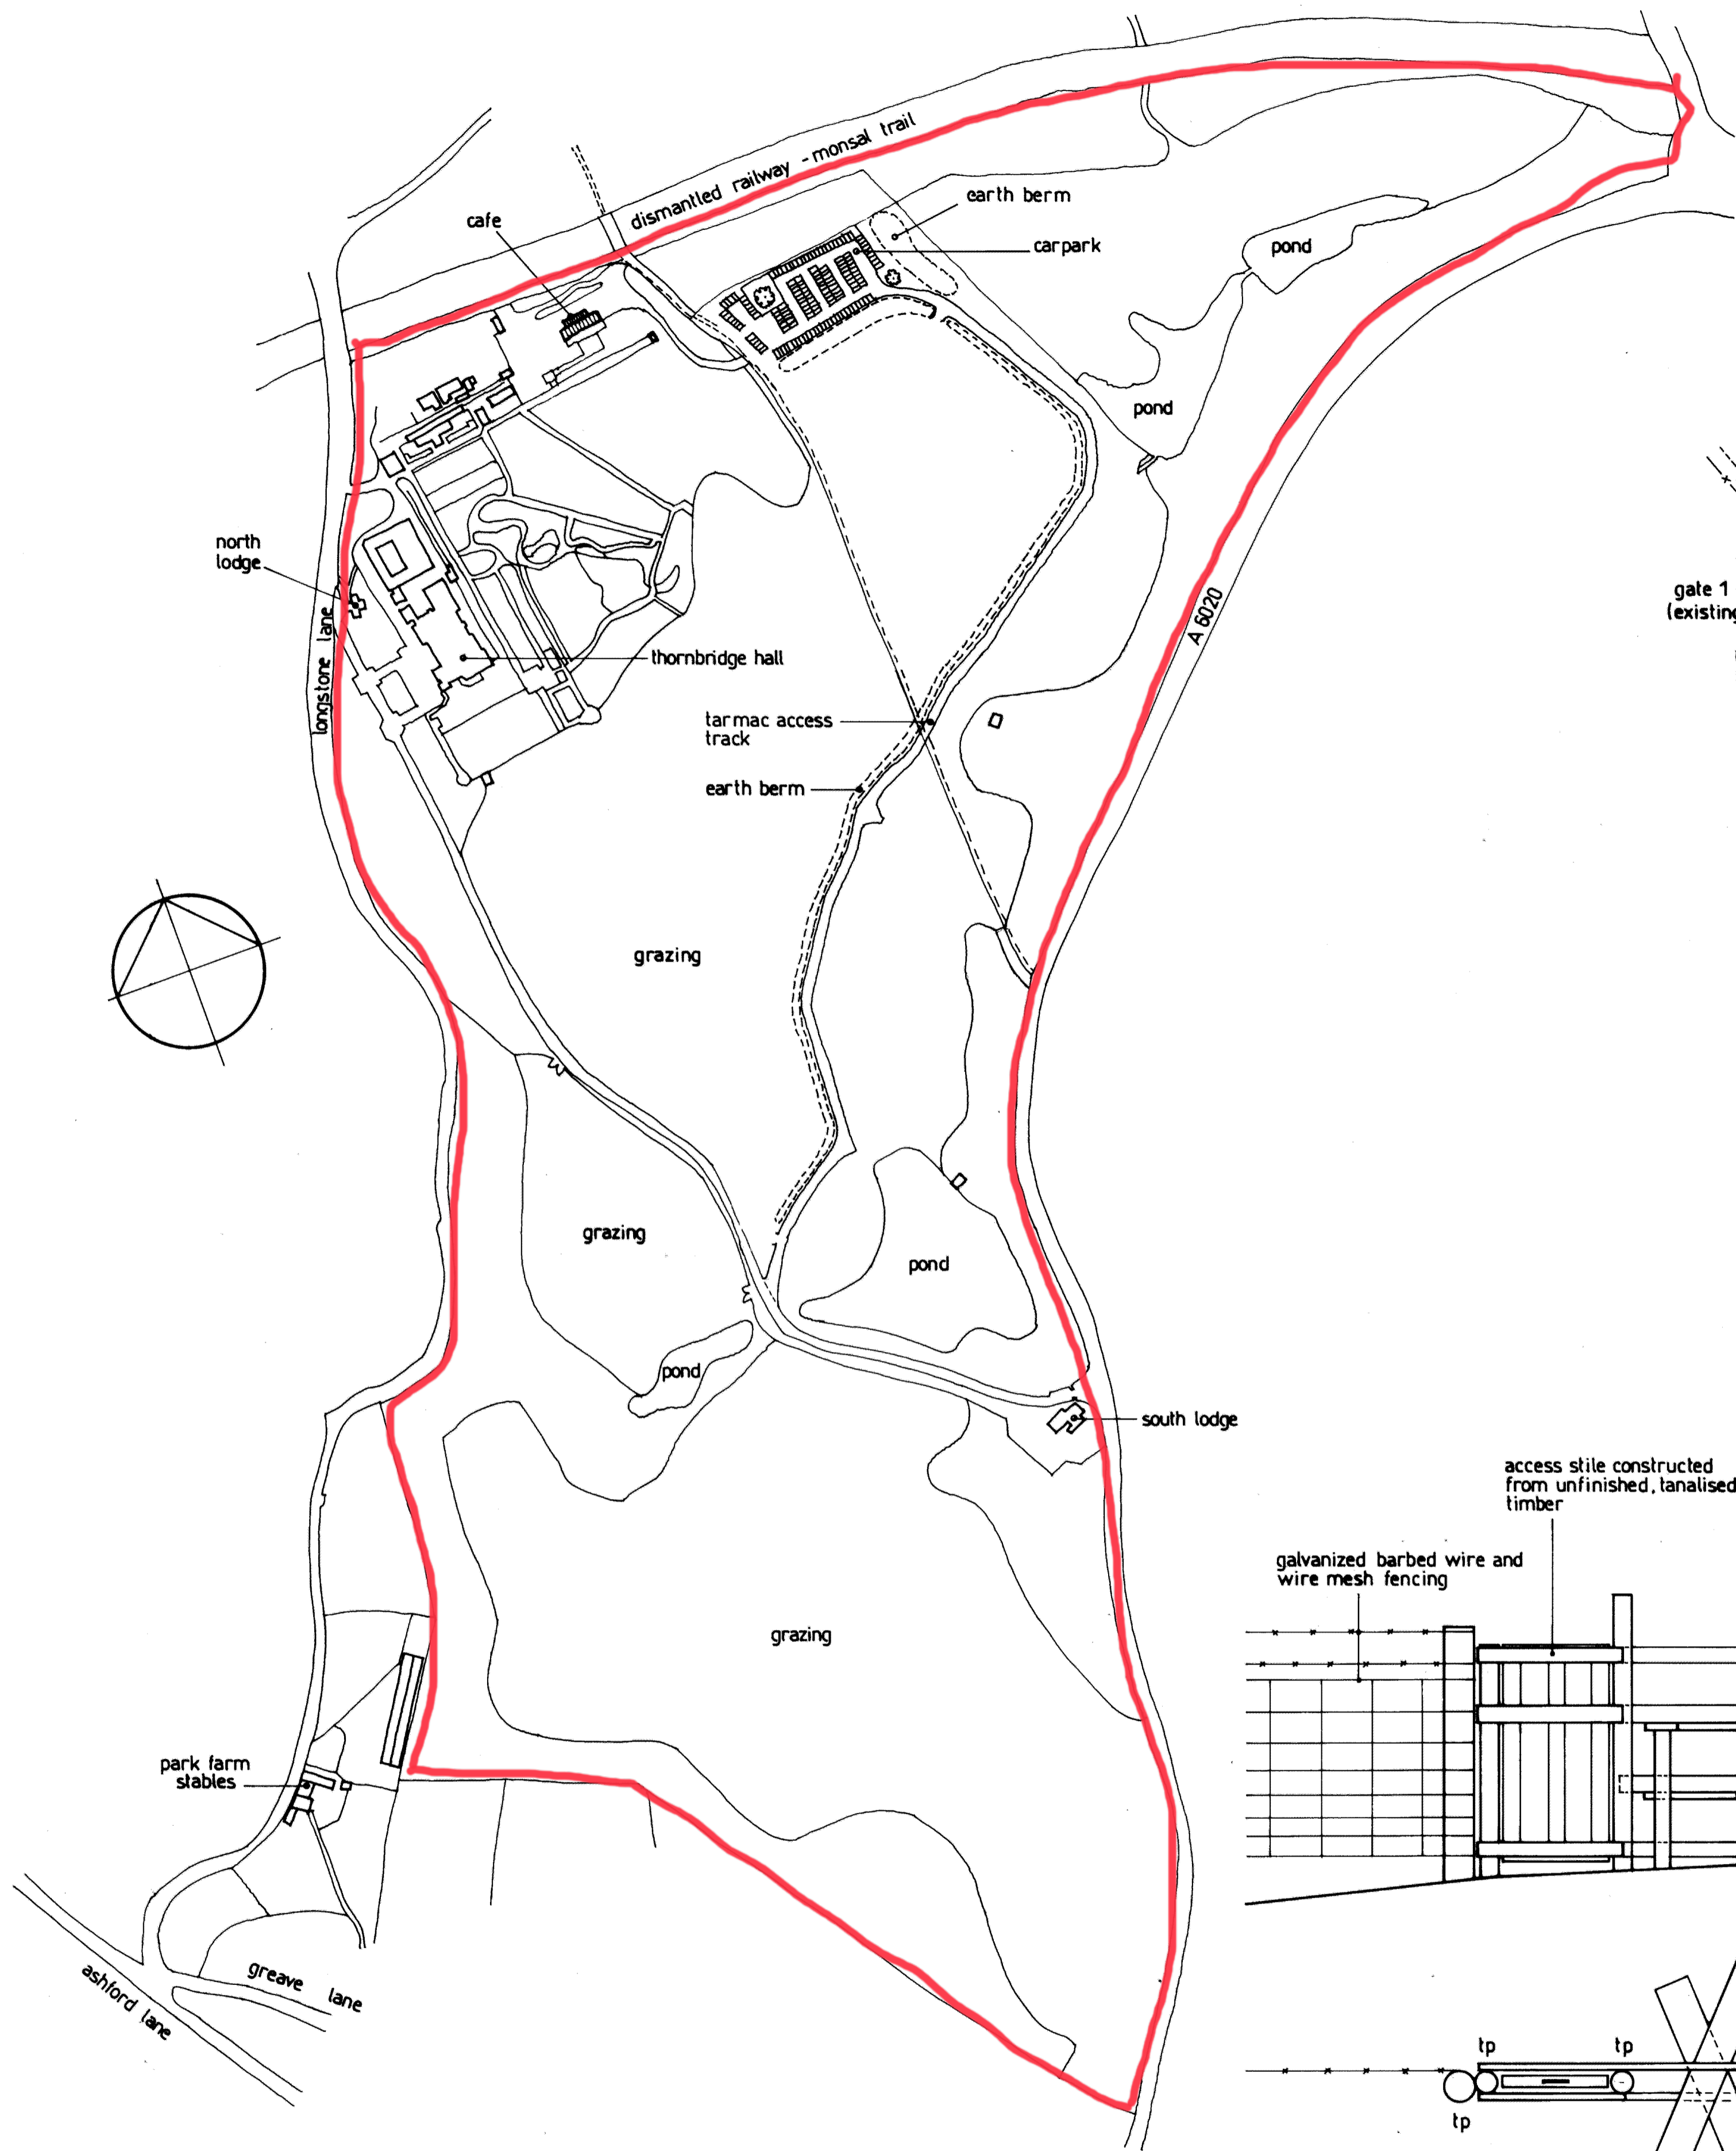 dismantled railway - monsal trail
earth berm
cafe
carpark
pond
pond
north
lodge
longstone lane
A 6020
gate 1
thornbridge hall
tarmac access
track
earth berm
grazing
grazing
pond
pond
south lodge
access stile constructed
from unfinished, tanalised
timber
galvanized barbed wire and
wire mesh fencing
grazing
park farm
stables
greave lane
ashford lane
tp
tp
tp